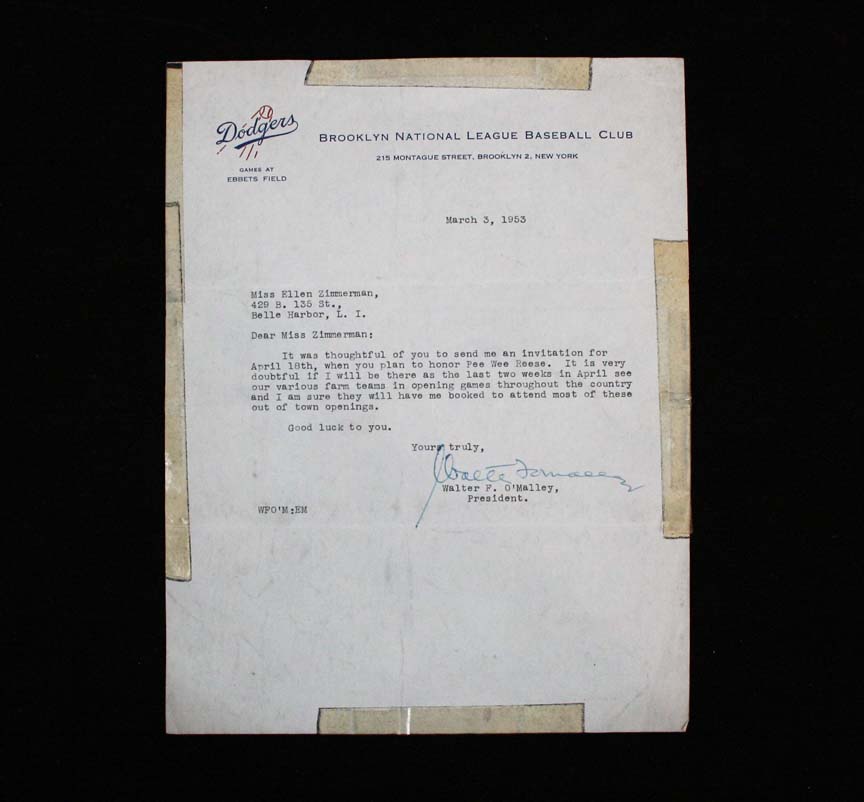 Dodgers
GAMES AT
EBBETS FIELD
BROOKLYN NATIONAL LEAGUE BASEBALL CLUB
215 MONTAGUE STREET, BROOKLYN 2, NEW YORK
March 3, 1953
Miss Ellen Zimmerman,
429 B. 135 St.,
Belle Harbor, L. I.
Dear Miss Zimmerman:
It was thoughtful of you to send me an invitation for
April 18th, when you plan to honor Pee Wee Reese. It is very
doubtful if I will be there as the last two weeks in April see
our various farm teams in opening games throughout the country
and I am sure they will have me booked to attend most of these
out of town openings.
Good luck to you.
Yours truly,
Walter F. O'Malley
Walter F. O'Malley,
President.
WFO'M:EM